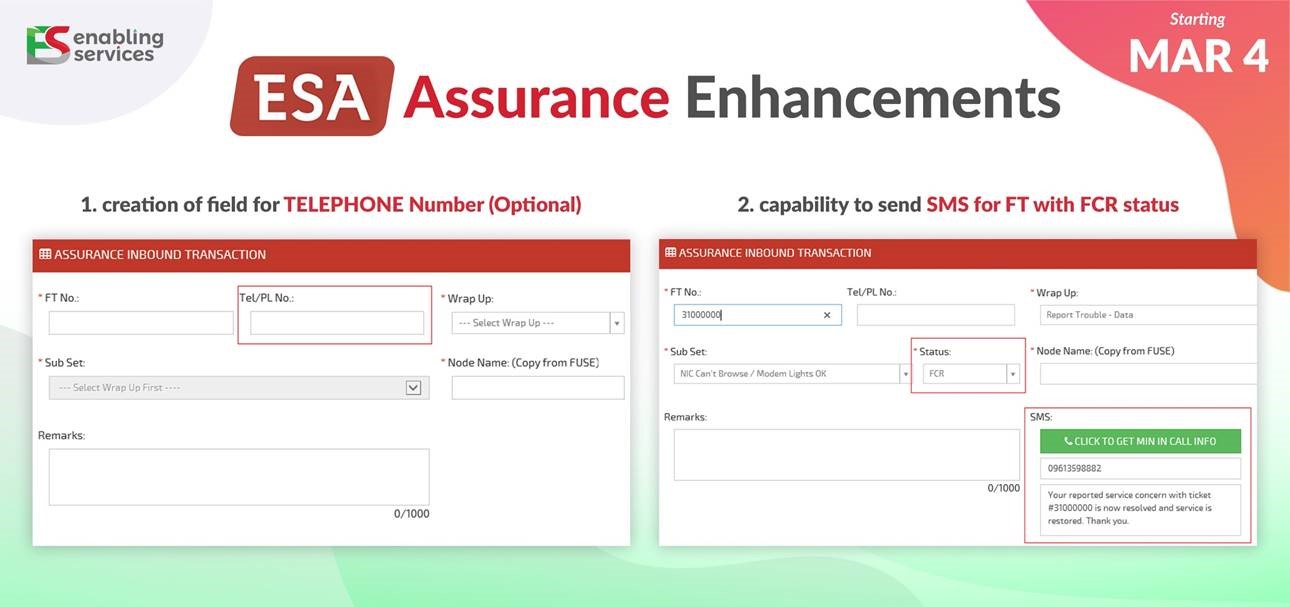 ES enabling services
Starting
MAR 4
ESA Assurance Enhancements
1. creation of field for TELEPHONE Number (Optional)
ASSURANCE INBOUND TRANSACTION
* FT No.:
Tel/PL No.:
* Wrap Up:
--- Select Wrap Up ---
* Sub Set:
* Node Name: (Copy from FUSE)
--- Select Wrap Up First ----
Remarks:
0/1000
2. capability to send SMS for FT with FCR status
ASSURANCE INBOUND TRANSACTION
* FT No.:
Tel/PL No.:
* Wrap Up:
31000000
×
Report Trouble - Data
* Sub Set:
* Status:
* Node Name: (Copy from FUSE)
NIC Can't Browse / Modem Lights OK
FCR
Remarks:
SMS:
CLICK TO GET MIN IN CALL INFO
09613598882
0/1000
Your reported service concern with ticket
#31000000 is now resolved and service is
restored. Thank you.